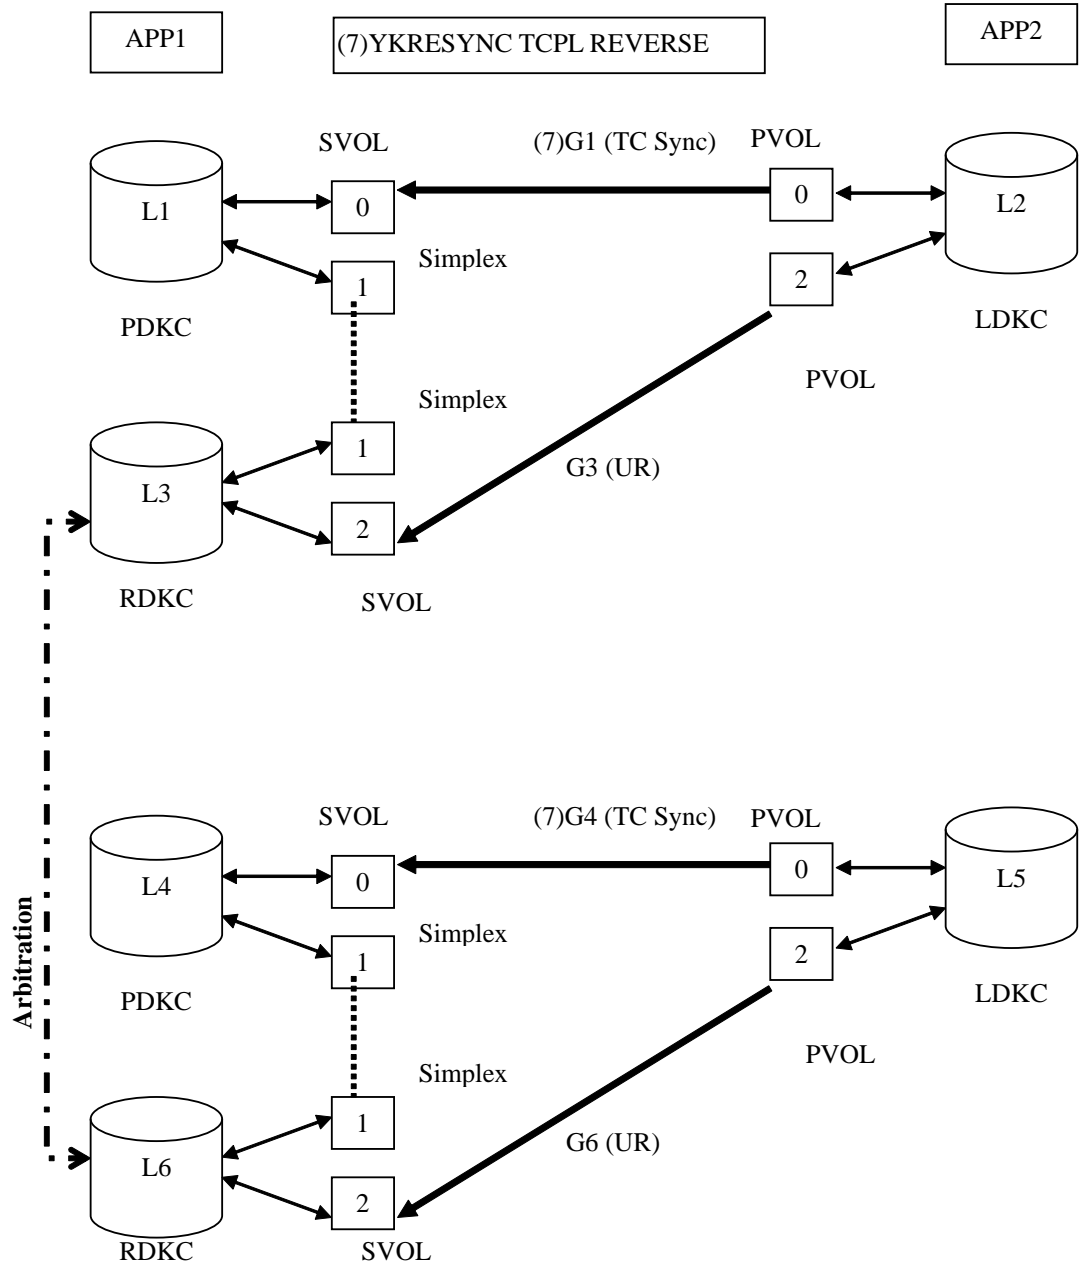 APP1
(7)YKRESYNC TCPL REVERSE
APP2
SVOL
(7)G1 (TC Sync)
PVOL
L1
0
0
L2
Simplex
1
2
PDKC
LDKC
PVOL
Simplex
1
G3 (UR)
L3
2
RDKC
SVOL
SVOL
(7)G4 (TC Sync)
PVOL
L4
0
0
L5
Simplex
1
2
PDKC
LDKC
Arbitration
PVOL
Simplex
1
G6 (UR)
L6
2
RDKC
SVOL